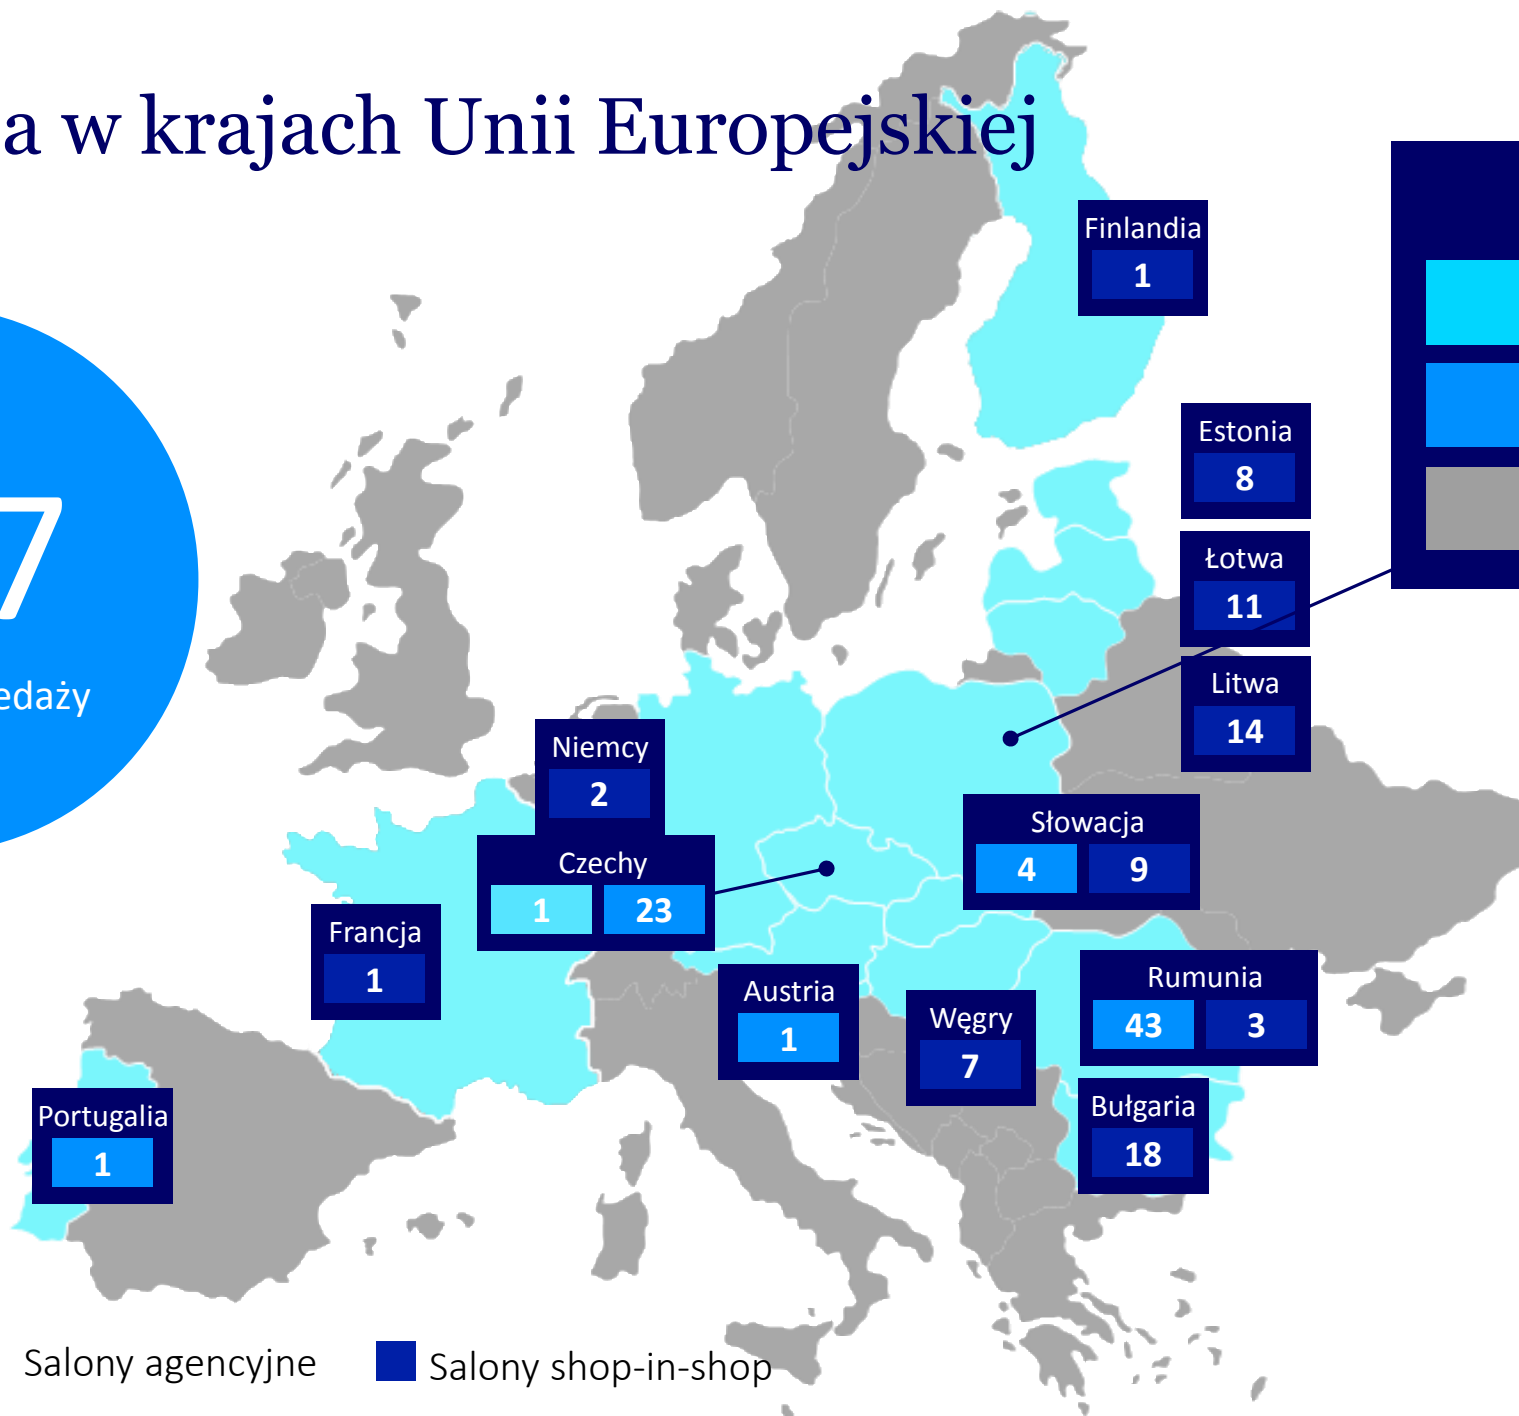 a w krajach Unii Europejskiej
Finlandia
1
Estonia
8
7
Łotwa
11
edaży
Litwa
14
Niemcy
2
Słowacja
4 9
Czechy
1 23
Francja
1
Austria
1
Węgry
7
Rumunia
43 3
Portugalia
1
Bułgaria
18
Salony agencyjne Salony shop-in-shop